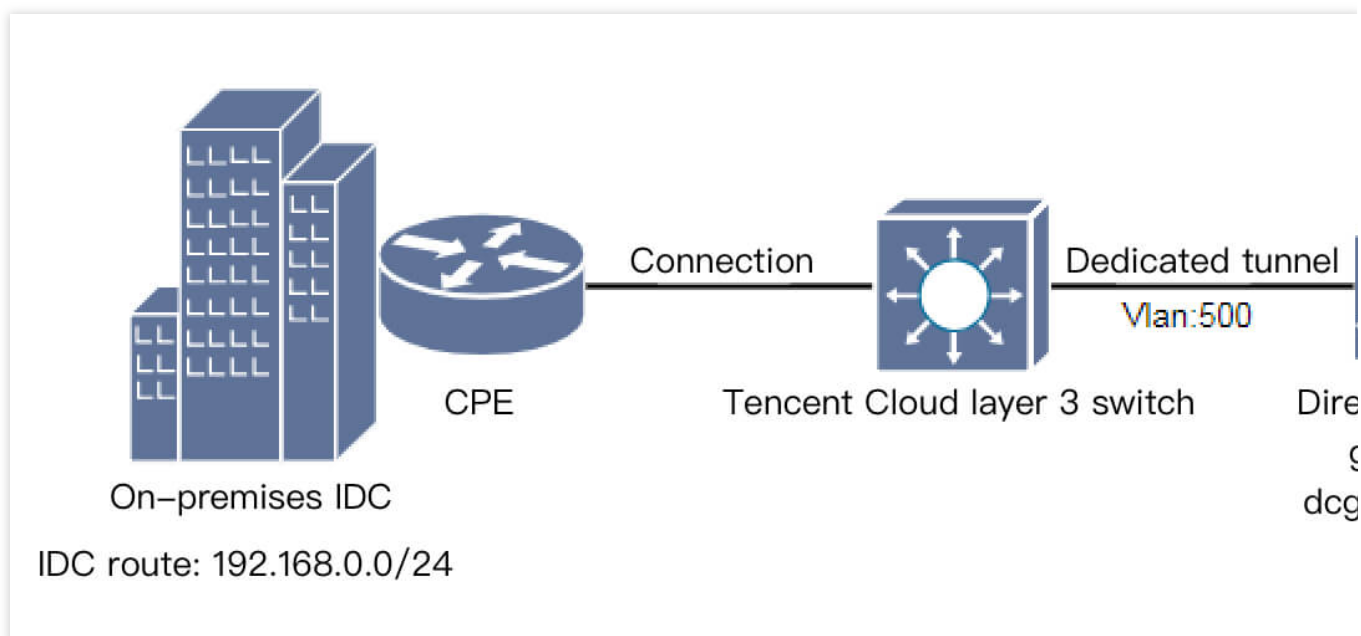 Connection
Dedicated tunnel
Vlan:500
CPE
Tencent Cloud layer 3 switch
On–premises IDC
IDC route: 192.168.0.0/24